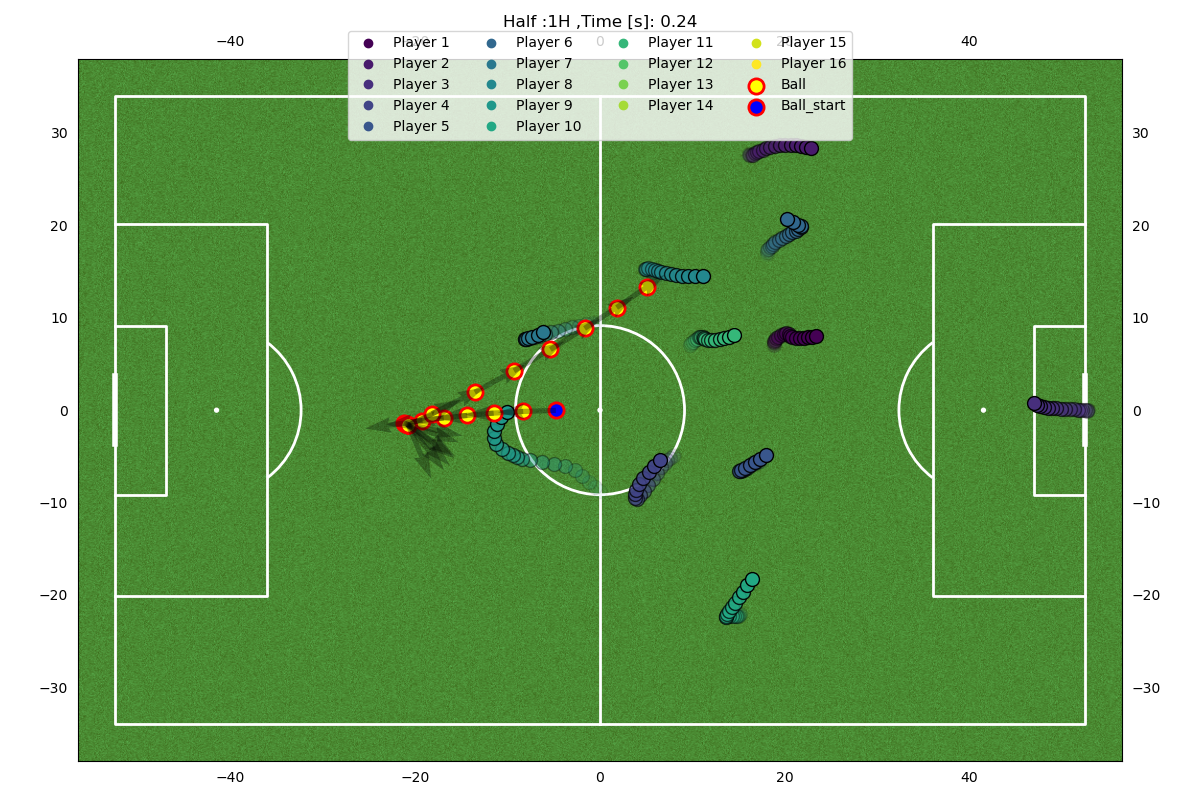 Half :1H ,Time [s]: 0.24
−40 −20 0 20 40
Player 1 Player 6 Player 11 Player 15
Player 2 Player 7 Player 12 Player 16
Player 3 Player 8 Player 13 Ball
Player 4 Player 9 Player 14 Ball_start
Player 5 Player 10
30 30
20 20
10 10
0 0
−10 −10
−20 −20
−30 −30
−40 −20 0 20 40